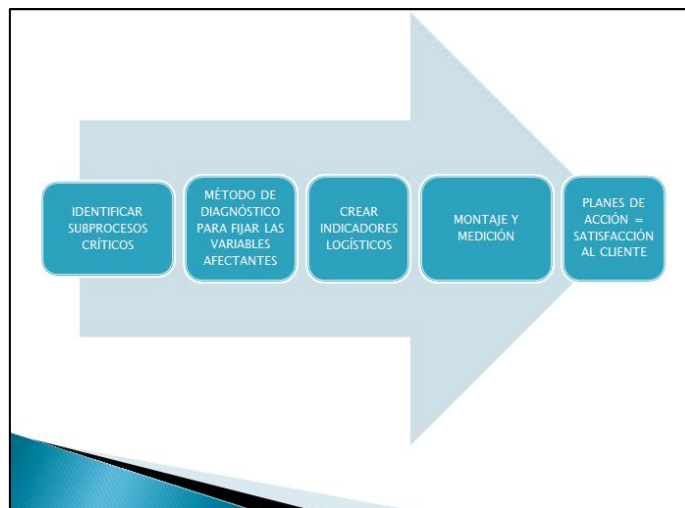 IDENTIFICAR
SUBPROCESOS
CRÍTICOS
MÉTODO DE
DIAGNÓSTICO
PARA FIJAR LAS
VARIABLES
AFECTANTES
CREAR
INDICADORES
LOGÍSTICOS
MONTAJE Y
MEDICIÓN
PLANES DE
ACCIÓN =
SATISFACCIÓN
AL CLIENTE